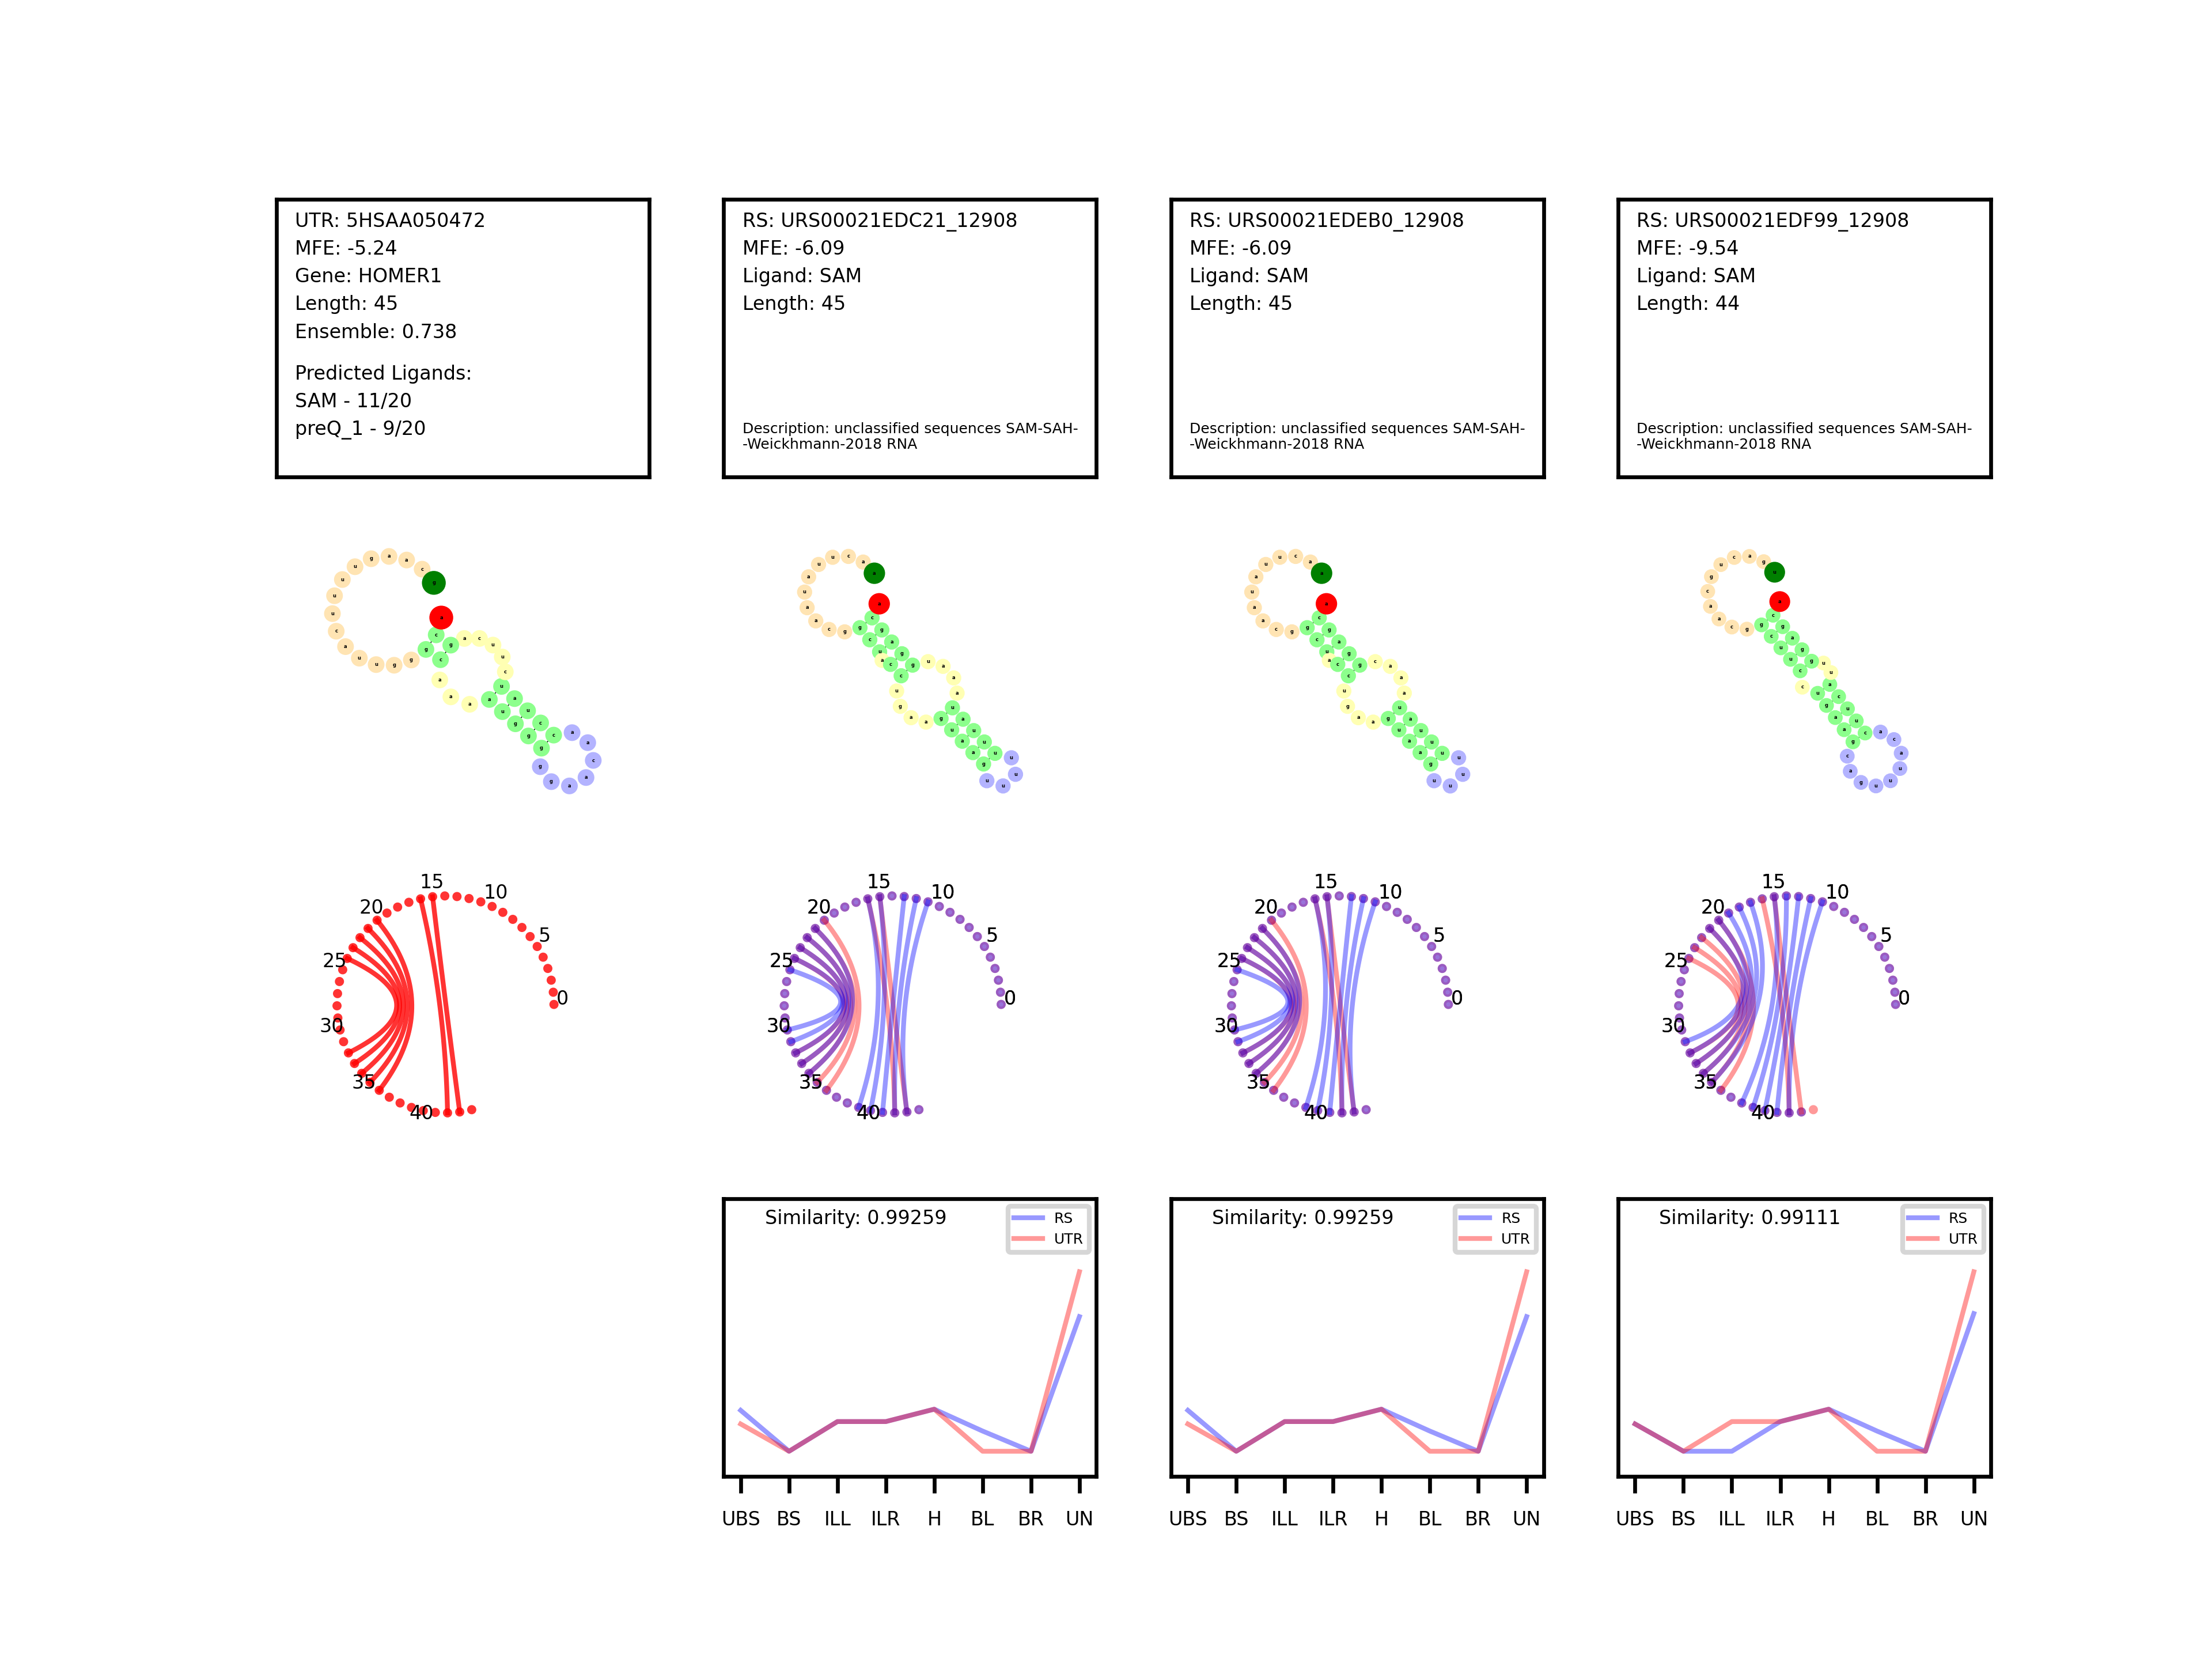 UTR: 5HSAA050472
MFE: -5.24
Gene: HOMER1
Length: 45
Ensemble: 0.738
Predicted Ligands:
SAM - 11/20
preQ_1 - 9/20
RS: URS00021EDC21_12908
MFE: -6.09
Ligand: SAM
Length: 45
Description: unclassified sequences SAM-SAH-
-Weickhmann-2018 RNA
RS: URS00021EDEB0_12908
MFE: -6.09
Ligand: SAM
Length: 45
Description: unclassified sequences SAM-SAH-
-Weickhmann-2018 RNA
RS: URS00021EDF99_12908
MFE: -9.54
Ligand: SAM
Length: 44
Description: unclassified sequences SAM-SAH-
-Weickhmann-2018 RNA
0
5
10
15
20
25
30
35
40
0
5
10
15
20
25
30
35
40
0
5
10
15
20
25
30
35
40
0
5
10
15
20
25
30
35
40
Similarity: 0.99259
RS
UTR
UBS BS ILL ILR H BL BR UN
Similarity: 0.99259
RS
UTR
UBS BS ILL ILR H BL BR UN
Similarity: 0.99111
RS
UTR
UBS BS ILL ILR H BL BR UN